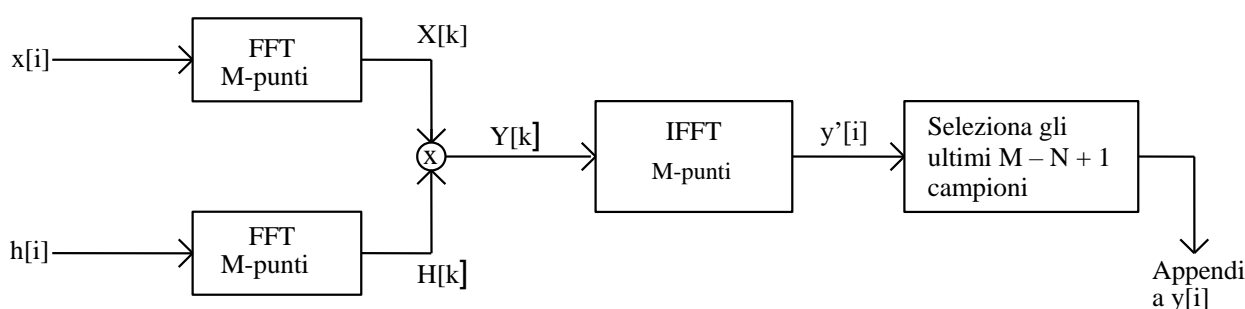 x[i]
FFT
M-punti
X[k]
h[i]
FFT
M-punti
H[k]
x
Y[k]
IFFT
M-punti
y’[i]
Seleziona gli
ultimi M – N + 1
campioni
Appendi
a y[i]